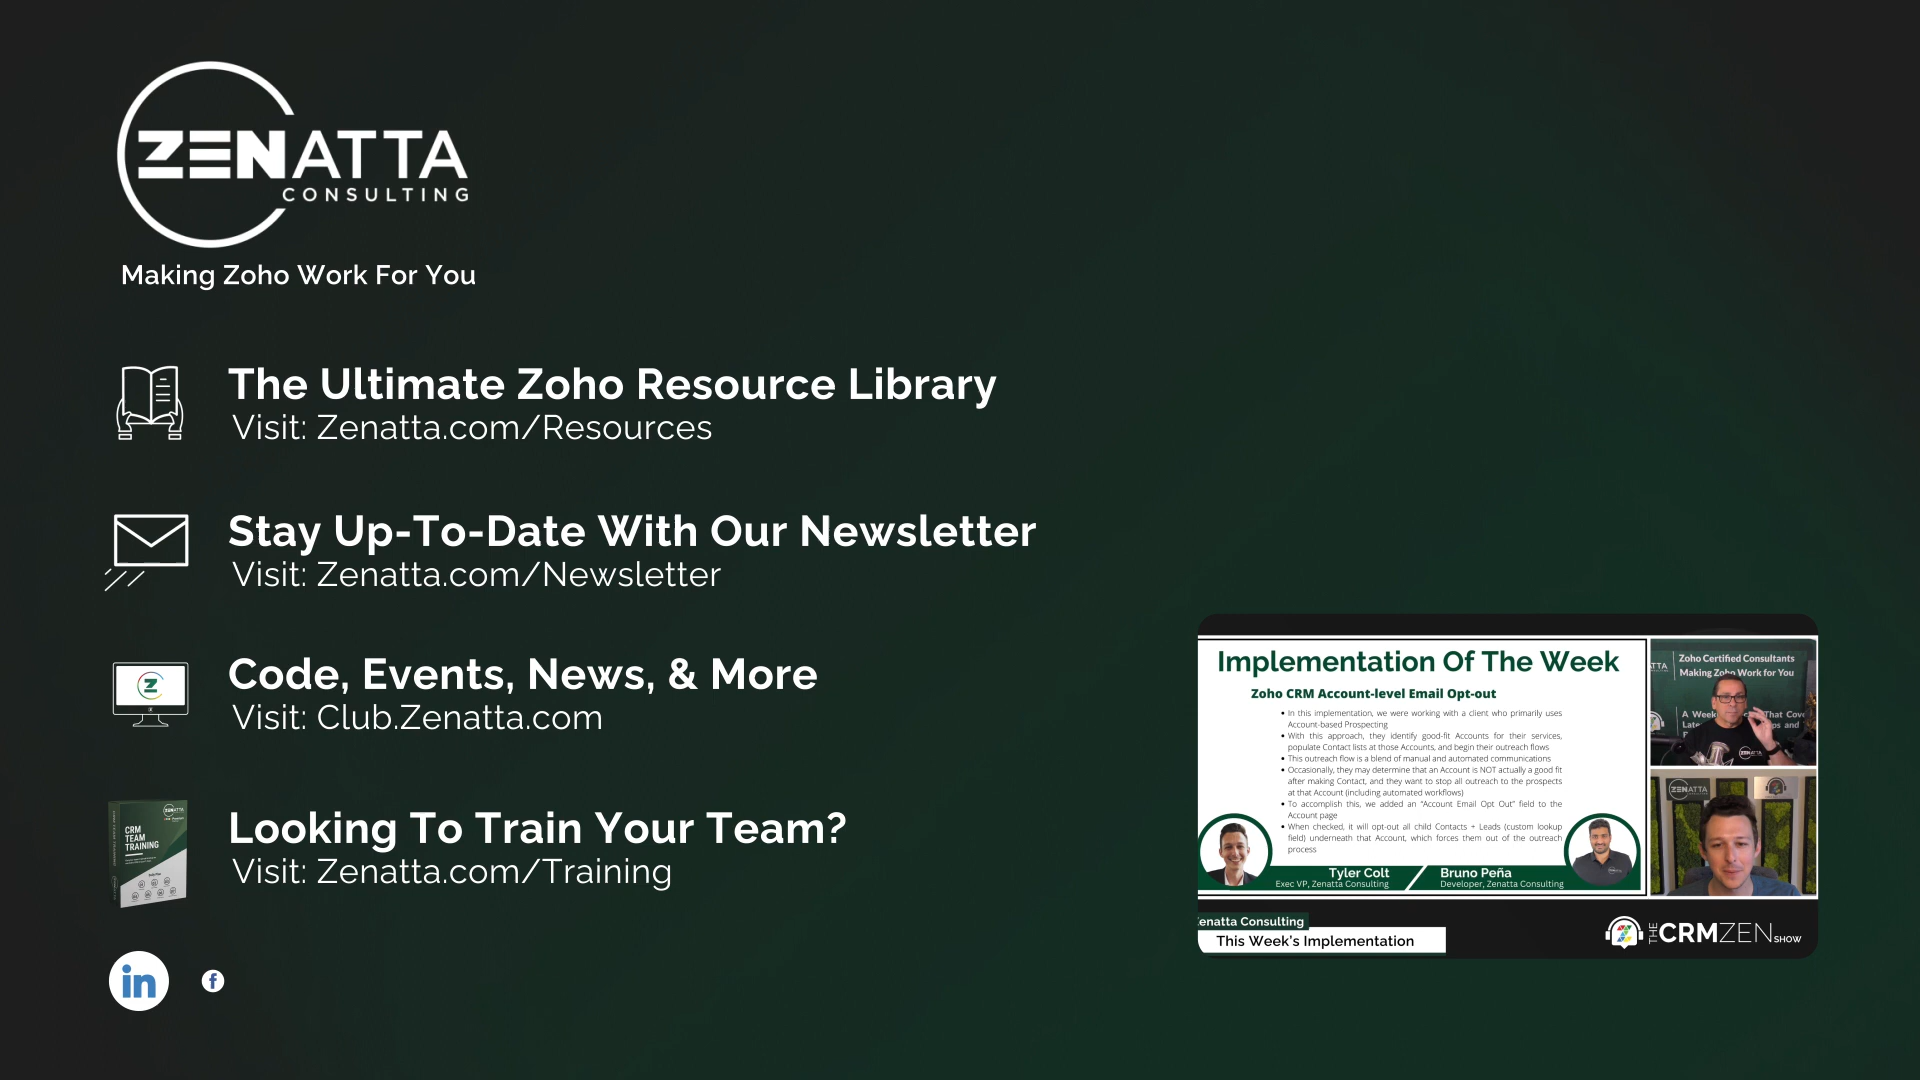 ZENATTA
CONSULTING
Making Zoho Work For You
The Ultimate Zoho Resource Library
Visit: Zenatta.com/Resources
Stay Up-To-Date With Our Newsletter
Visit: Zenatta.com/Newsletter
Code, Events, News, & More
Visit: Club.Zenatta.com
CRM
TEAM
TRAINING
Looking To Train Your Team?
Visit: Zenatta.com/Training
in
f
Implementation Of The Week
Zoho CRM Account-level Email Opt-out
• In this implementation, we were working with a client who primarily uses
Account-based Prospecting
• With this approach, they identify good-fit Accounts for their services,
populate Contact lists at those Accounts, and begin their outreach flows
• This outreach flow is a blend of manual and automated communications
• Occasionally, they may determine that an Account is NOT actually a good fit
after making Contact, and they want to stop all outreach to the prospects
at that Account (including automated workflows)
• To accomplish this, we added an “Account Email Opt Out” field to the
Account page
• When checked, it will opt-out all child Contacts + Leads (custom lookup
field) underneath that Account, which forces them out of the outreach
process
Tyler Colt
Exec VP, Zenatta Consulting
Bruno Peña
Developer, Zenatta Consulting
TTA
Zoho Certified Consultants
Making Zoho Work for You
ZENATTA
enatta Consulting
This Week's Implementation
THE CRMZEN SHOW